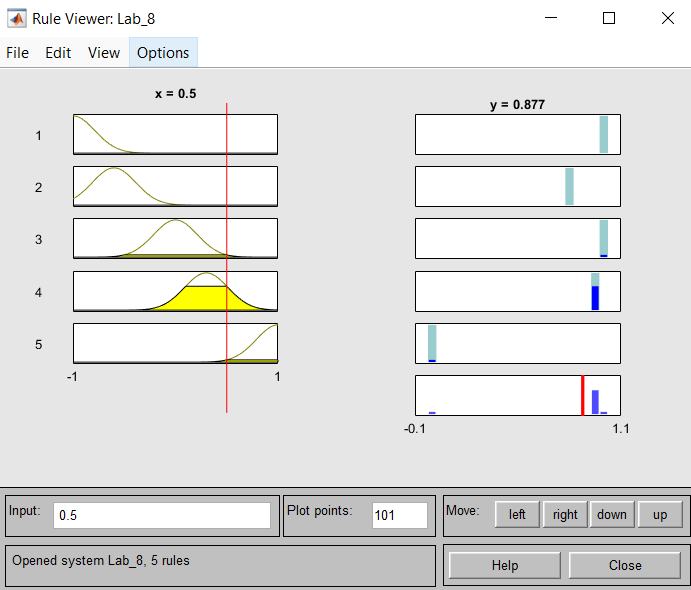 Rule Viewer: Lab_8
File Edit View Options
x = 0.5
y = 0.877
1
2
3
4
5
-1 1
-0.1 1.1
Input: 0.5
Plot points: 101
Move: left right down up
Opened system Lab_8, 5 rules
Help Close